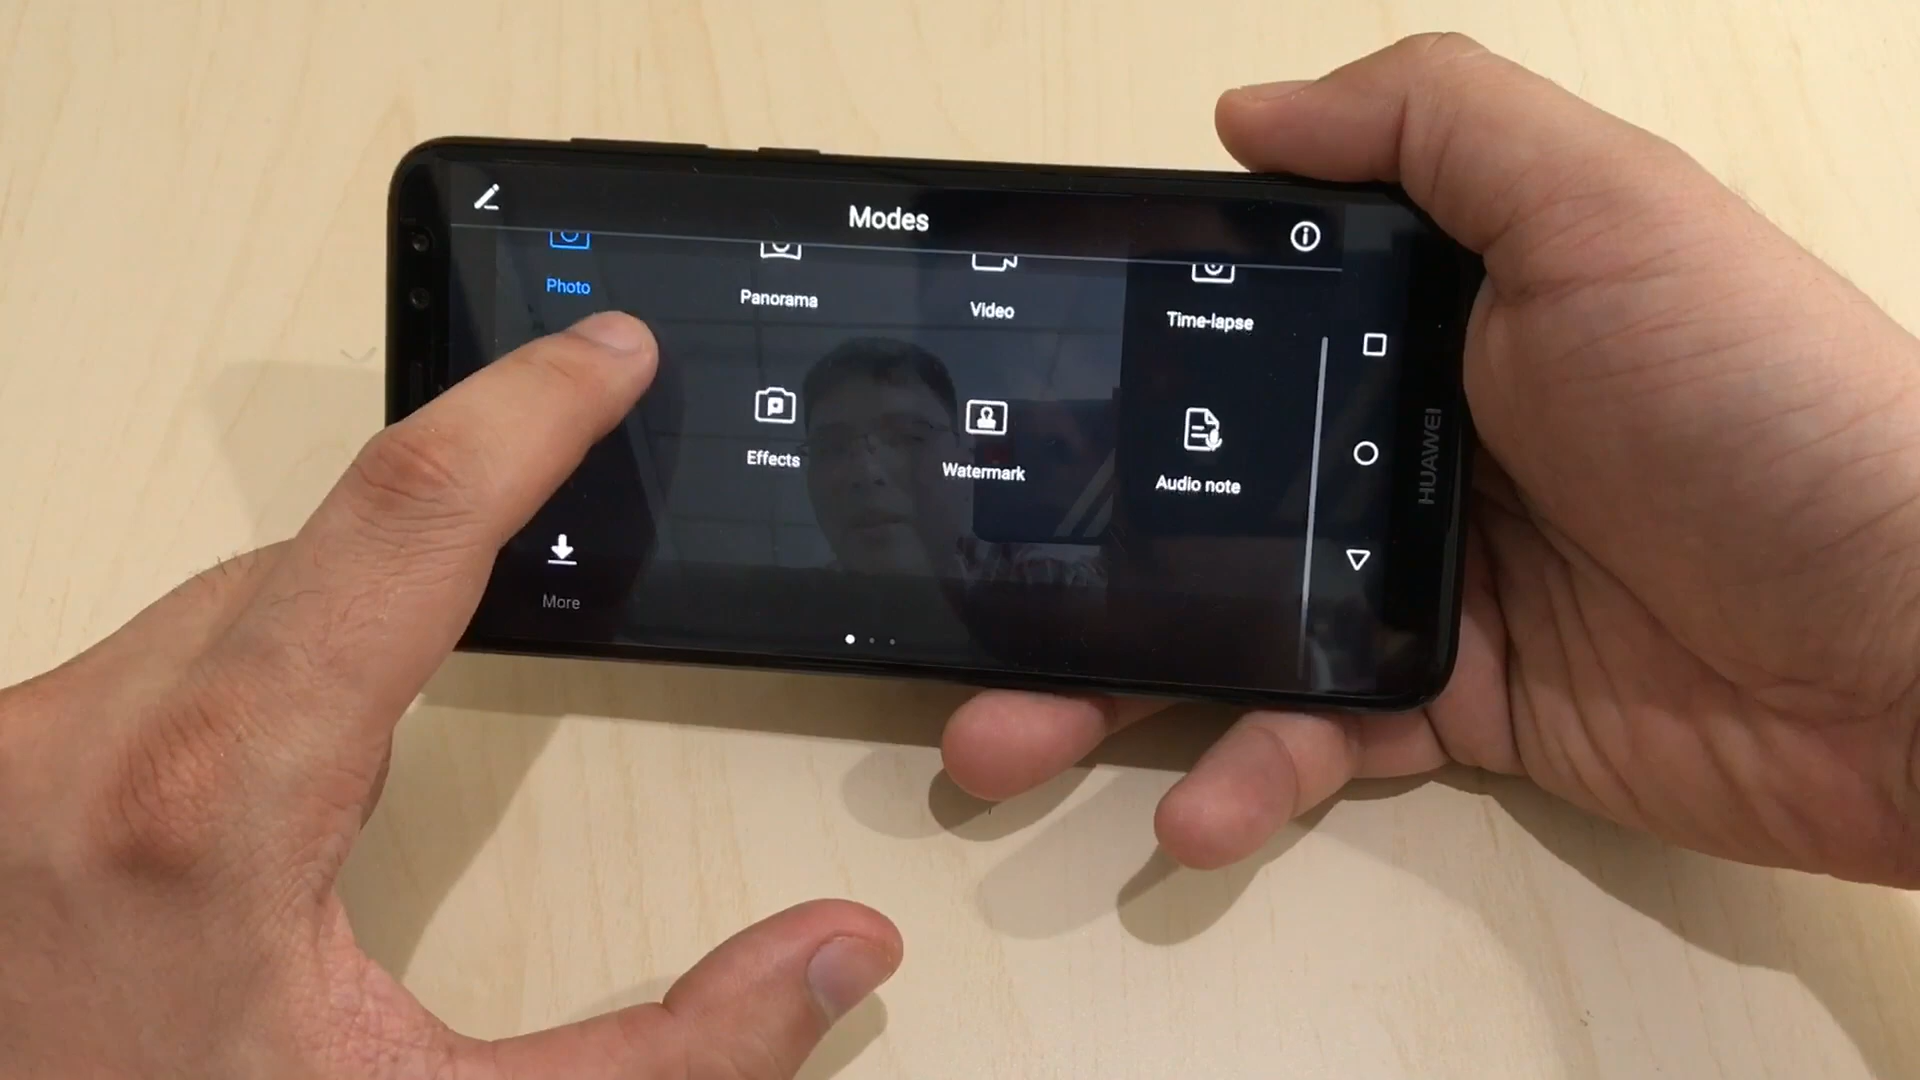 Modes
Photo
Panorama
Video
Time-lapse
Effects
Watermark
Audio note
More
HUAWEI